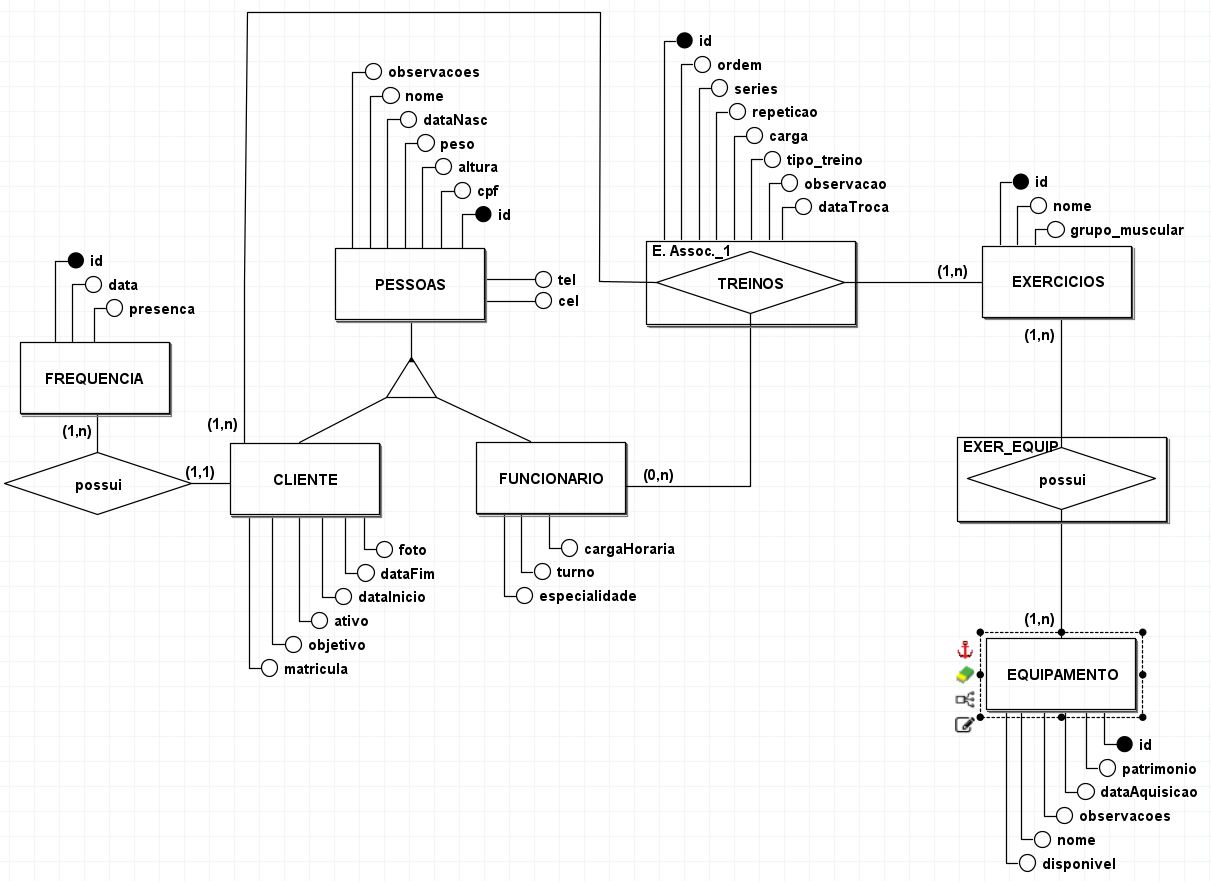 id
ordem
series
repeticao
carga
tipo_treino
observacao
dataTroca
observacoes
nome
dataNasc
peso
altura
cpf
id
id
nome
grupo_muscular
E. Assoc._1
TREINOS
(1,n)
EXERCICIOS
PESSOAS
tel
cel
id
data
presenca
FREQUENCIA
(1,n)
(1,n)
(1,n)
possui
(1,1)
CLIENTE
FUNCIONARIO
(0,n)
EXER_EQUIP
possui
foto
dataFim
dataInicio
ativo
objetivo
matricula
cargaHoraria
turno
especialidade
(1,n)
EQUIPAMENTO
id
patrimonio
dataAquisicao
observacoes
nome
disponivel